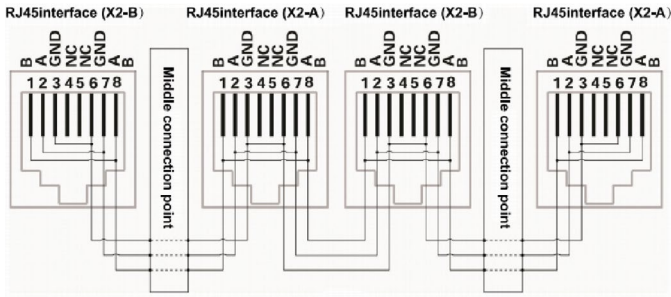 RJ45interface (X2-B) RJ45interface (X2-A) RJ45interface (X2-B) RJ45interface (X2-A)
B A GND NC NC GND A B
1 2 3 4 5 6 7 8
Middle connection point
B A GND NC NC GND A B
1 2 3 4 5 6 7 8
B A GND NC NC GND A B
1 2 3 4 5 6 7 8
Middle connection point
B A GND NC NC GND A B
1 2 3 4 5 6 7 8